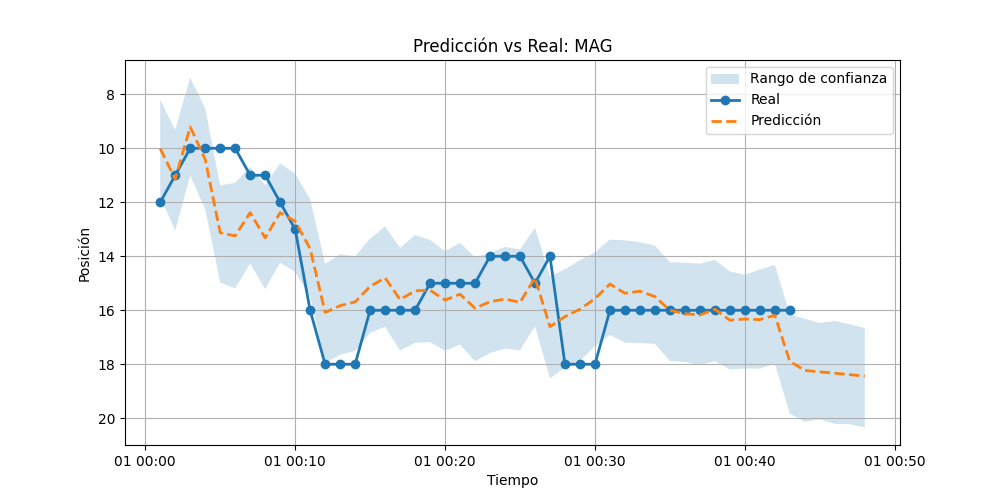 Predicción vs Real: MAG
Rango de confianza
Real
Predicción
Posición
8
10
12
14
16
18
20
01 00:00
01 00:10
01 00:20
01 00:30
01 00:40
01 00:50
Tiempo